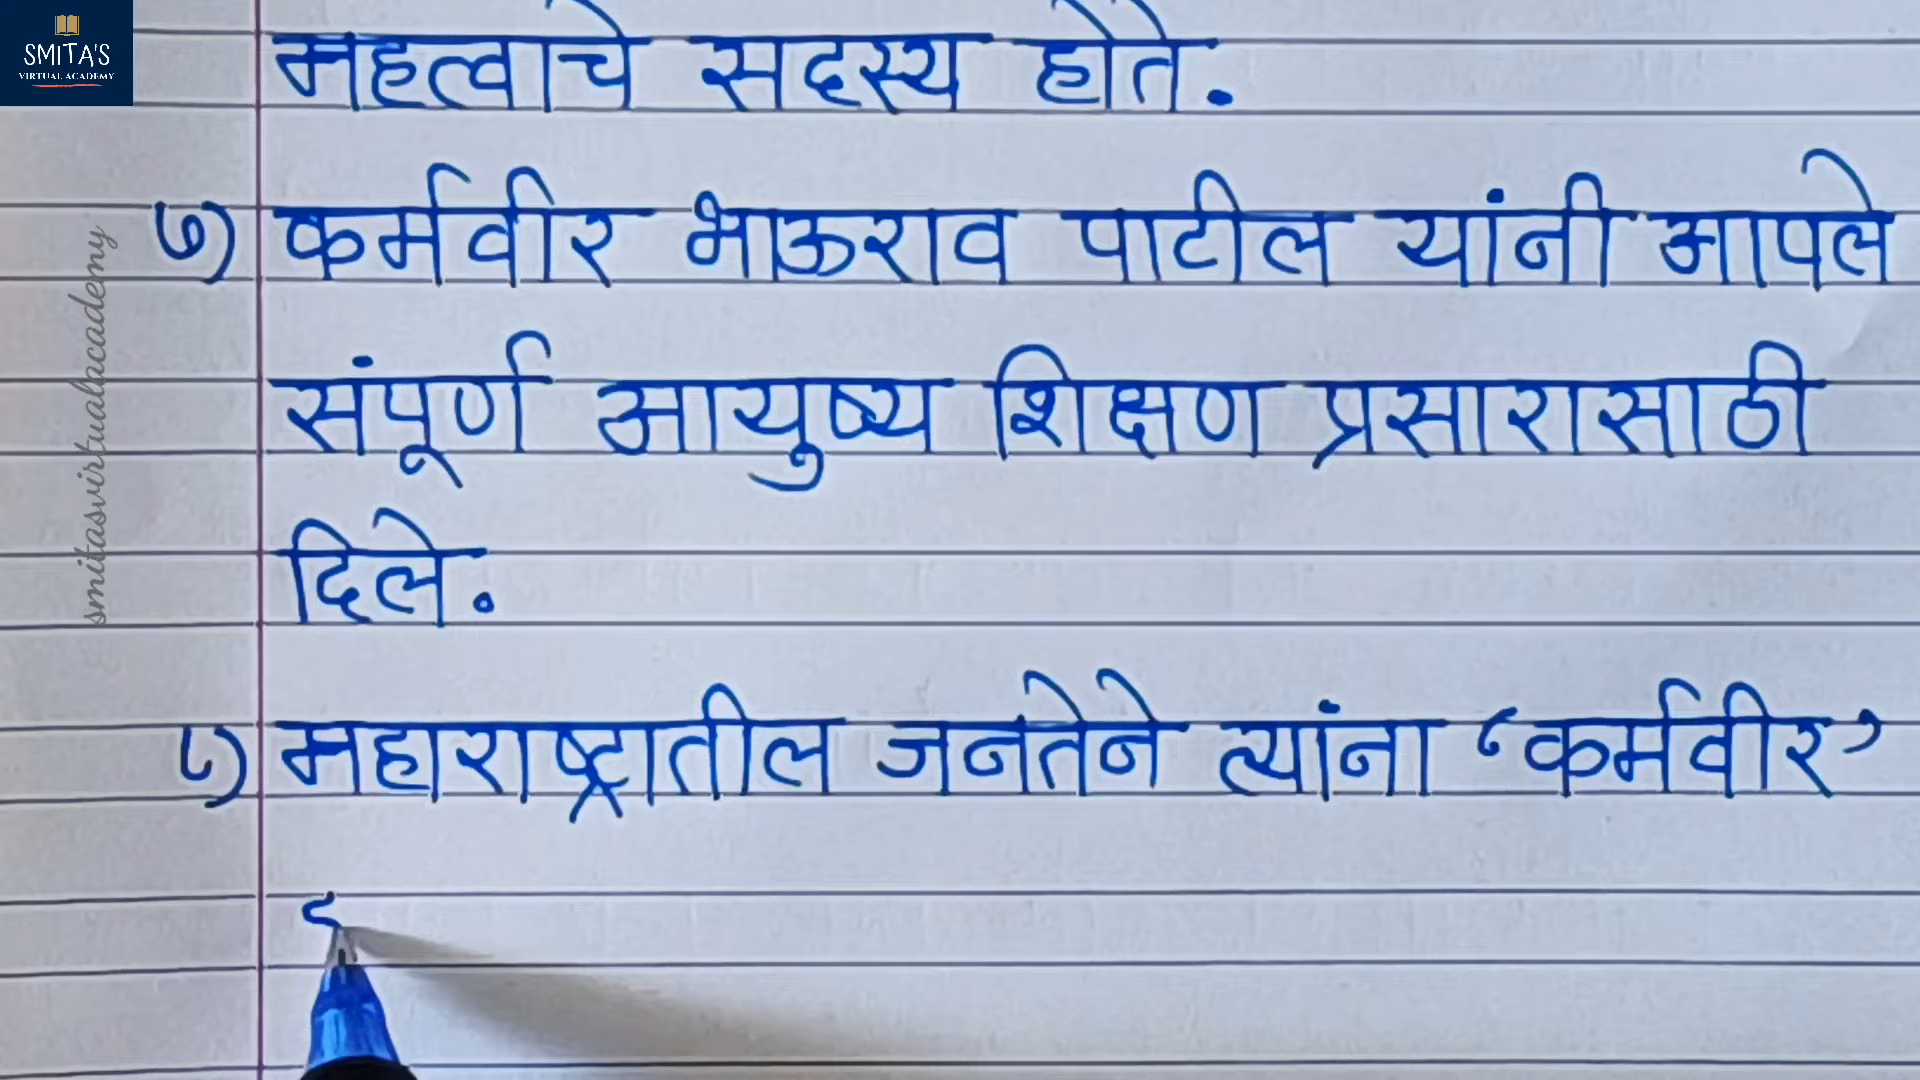 SMITA'S
VIRTUAL ACADEMY
smitasvirtualacademy
महत्वाचे सदस्य होते.
७) कर्मवीर भाऊराव पाटील यांनी आपले
संपूर्ण आयुष्य शिक्षण प्रसारासाठी
दिले.
८) महाराष्ट्रातील जनतेने त्यांना ‘कर्मवीर’